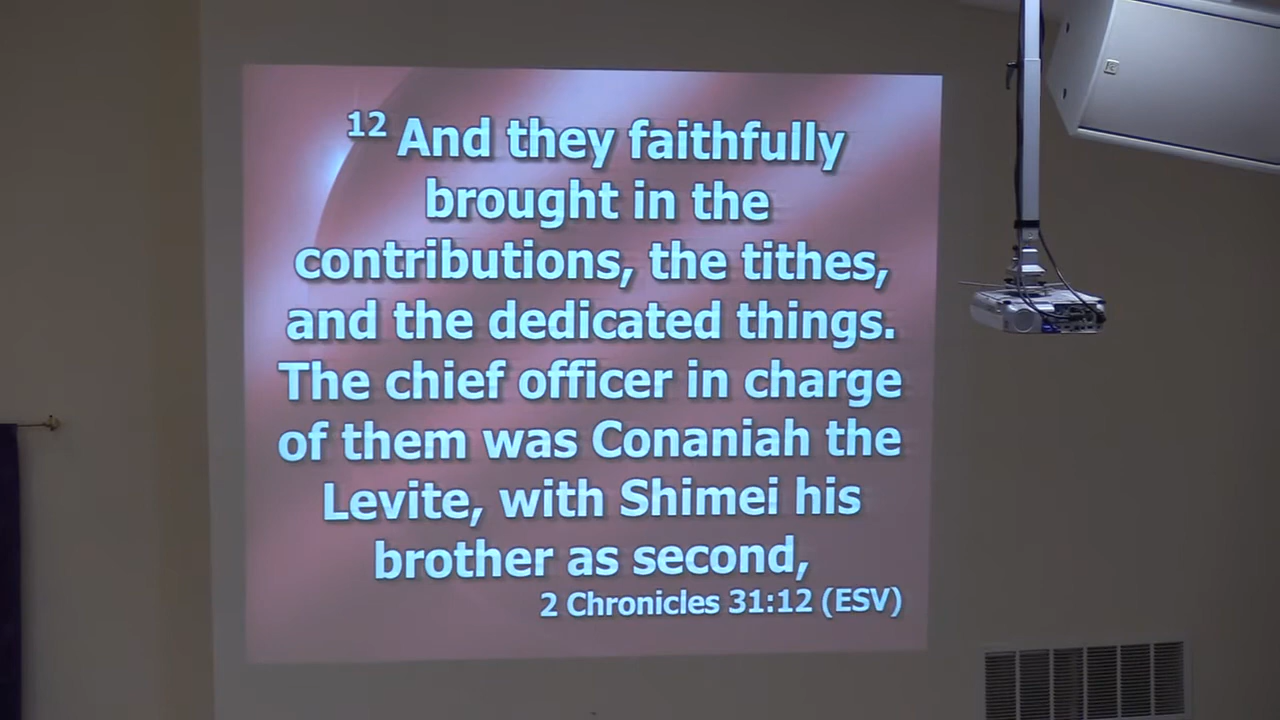 12 And they faithfully
brought in the
contributions, the tithes,
and the dedicated things.
The chief officer in charge
of them was Conaniah the
Levite, with Shimei his
brother as second,
2 Chronicles 31:12 (ESV)